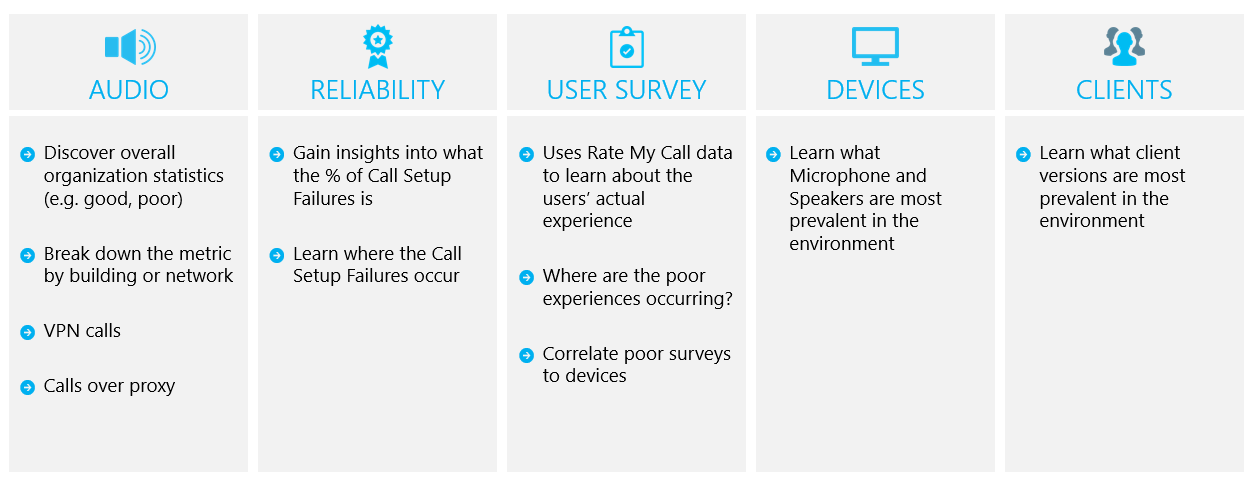 AUDIO
Discover overall
organization statistics
(e.g. good, poor)
Break down the metric
by building or network
VPN calls
Calls over proxy
RELIABILITY
Gain insights into what
the % of Call Setup
Failures is
Learn where the Call
Setup Failures occur
USER SURVEY
Uses Rate My Call data
to learn about the
users’ actual
experience
Where are the poor
experiences occurring?
Correlate poor surveys
to devices
DEVICES
Learn what
Microphone and
Speakers are most
prevalent in the
environment
CLIENTS
Learn what client
versions are most
prevalent in the
environment